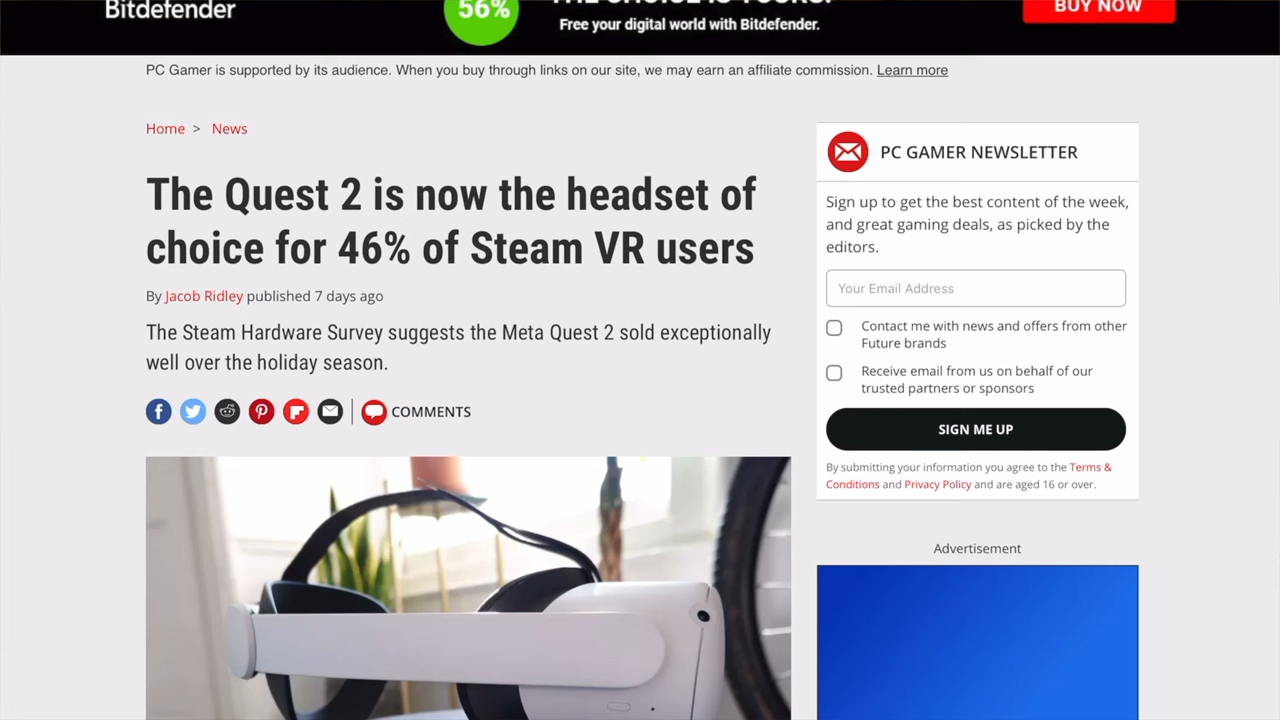 Bitdefender
56%
THE CHOICE IS YOURS.
Free your digital world with Bitdefender.
BUY NOW
PC Gamer is supported by its audience. When you buy through links on our site, we may earn an affiliate commission. Learn more
Home > News
The Quest 2 is now the headset of
choice for 46% of Steam VR users
By Jacob Ridley published 7 days ago
The Steam Hardware Survey suggests the Meta Quest 2 sold exceptionally
well over the holiday season.
COMMENTS
PC GAMER NEWSLETTER
Sign up to get the best content of the week,
and great gaming deals, as picked by the
editors.
Your Email Address
Contact me with news and offers from other
Future brands
Receive email from us on behalf of our
trusted partners or sponsors
SIGN ME UP
By submitting your information you agree to the Terms &
Conditions and Privacy Policy and are aged 16 or over.
Advertisement